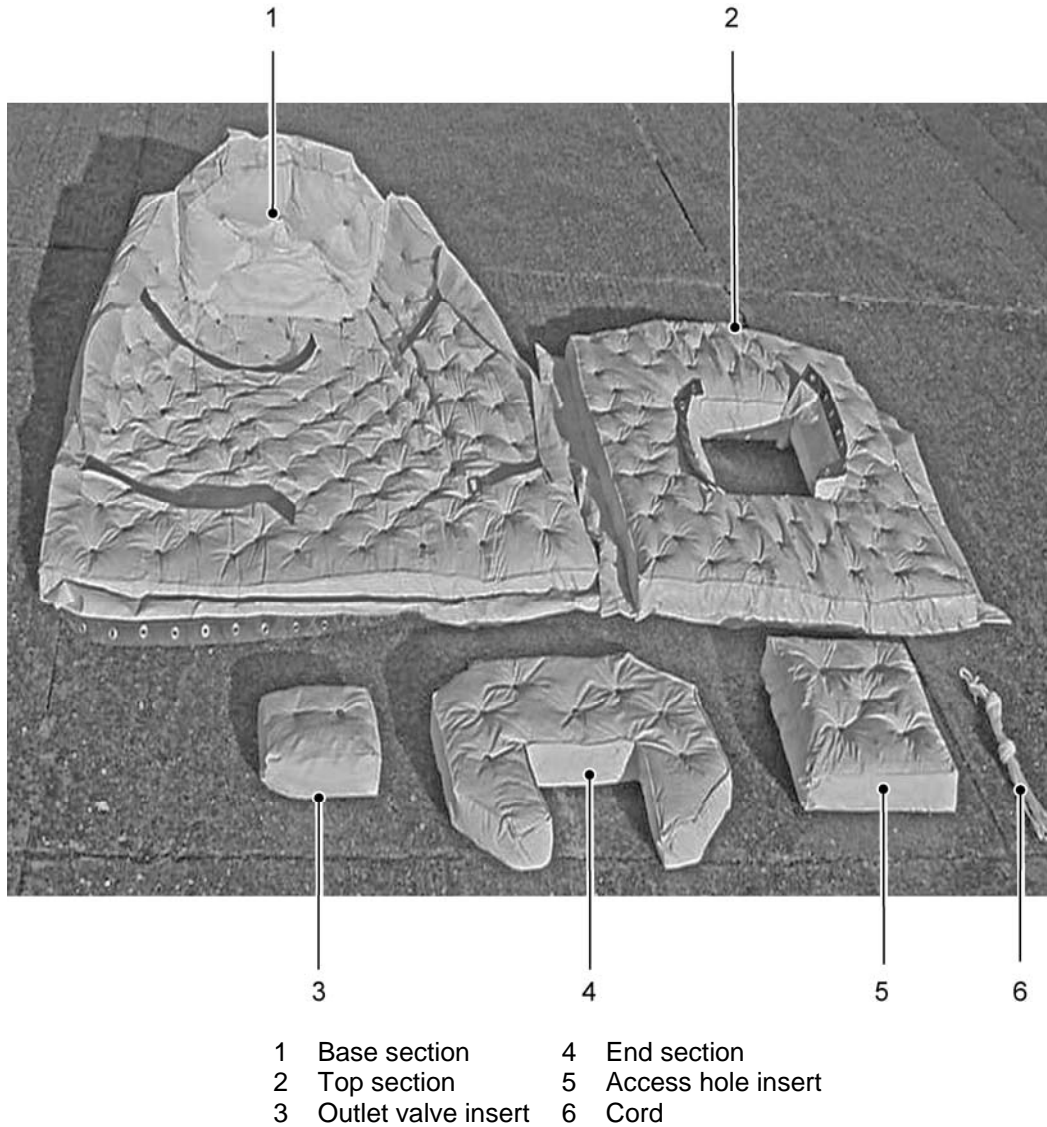 1 2
3 4 5 6
1 Base section 4 End section
2 Top section 5 Access hole insert
3 Outlet valve insert 6 Cord